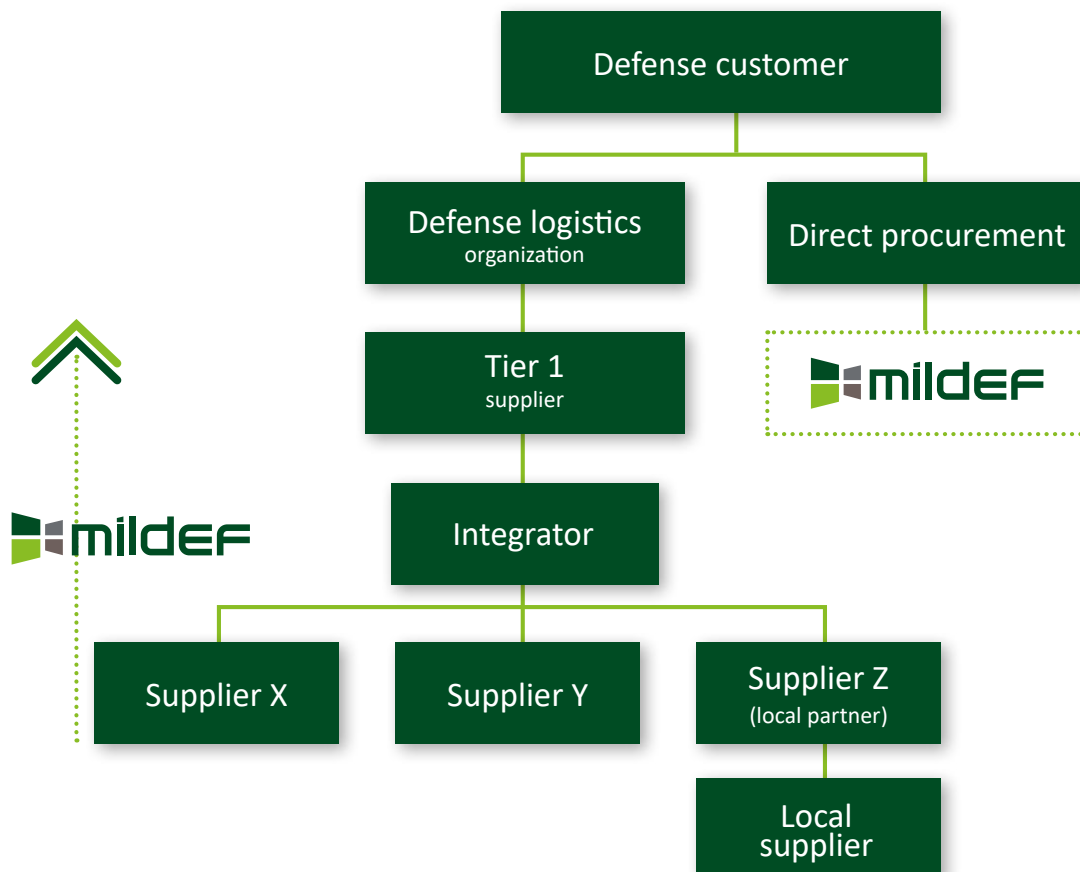 Defense customer
Defense logistics
organization
Direct procurement
Tier 1
supplier
mildef
Integrator
mildef
Supplier X
Supplier Y
Supplier Z
(local partner)
Local
supplier